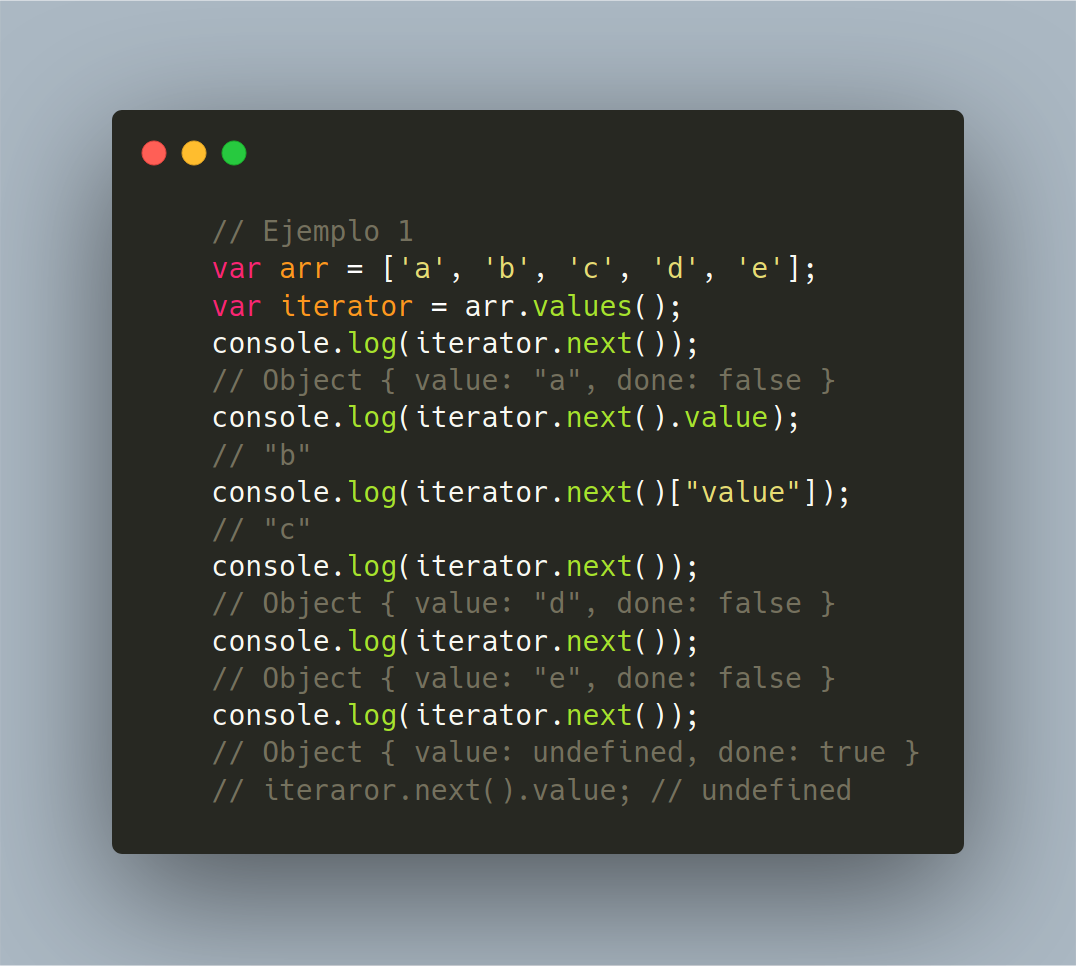 // Ejemplo 1
var arr = ['a', 'b', 'c', 'd', 'e'];
var iterator = arr.values();
console.log(iterator.next());
// Object { value: "a", done: false }
console.log(iterator.next().value);
// "b"
console.log(iterator.next()["value"]);
// "c"
console.log(iterator.next());
// Object { value: "d", done: false }
console.log(iterator.next());
// Object { value: "e", done: false }
console.log(iterator.next());
// Object { value: undefined, done: true }
// iteraror.next().value; // undefined